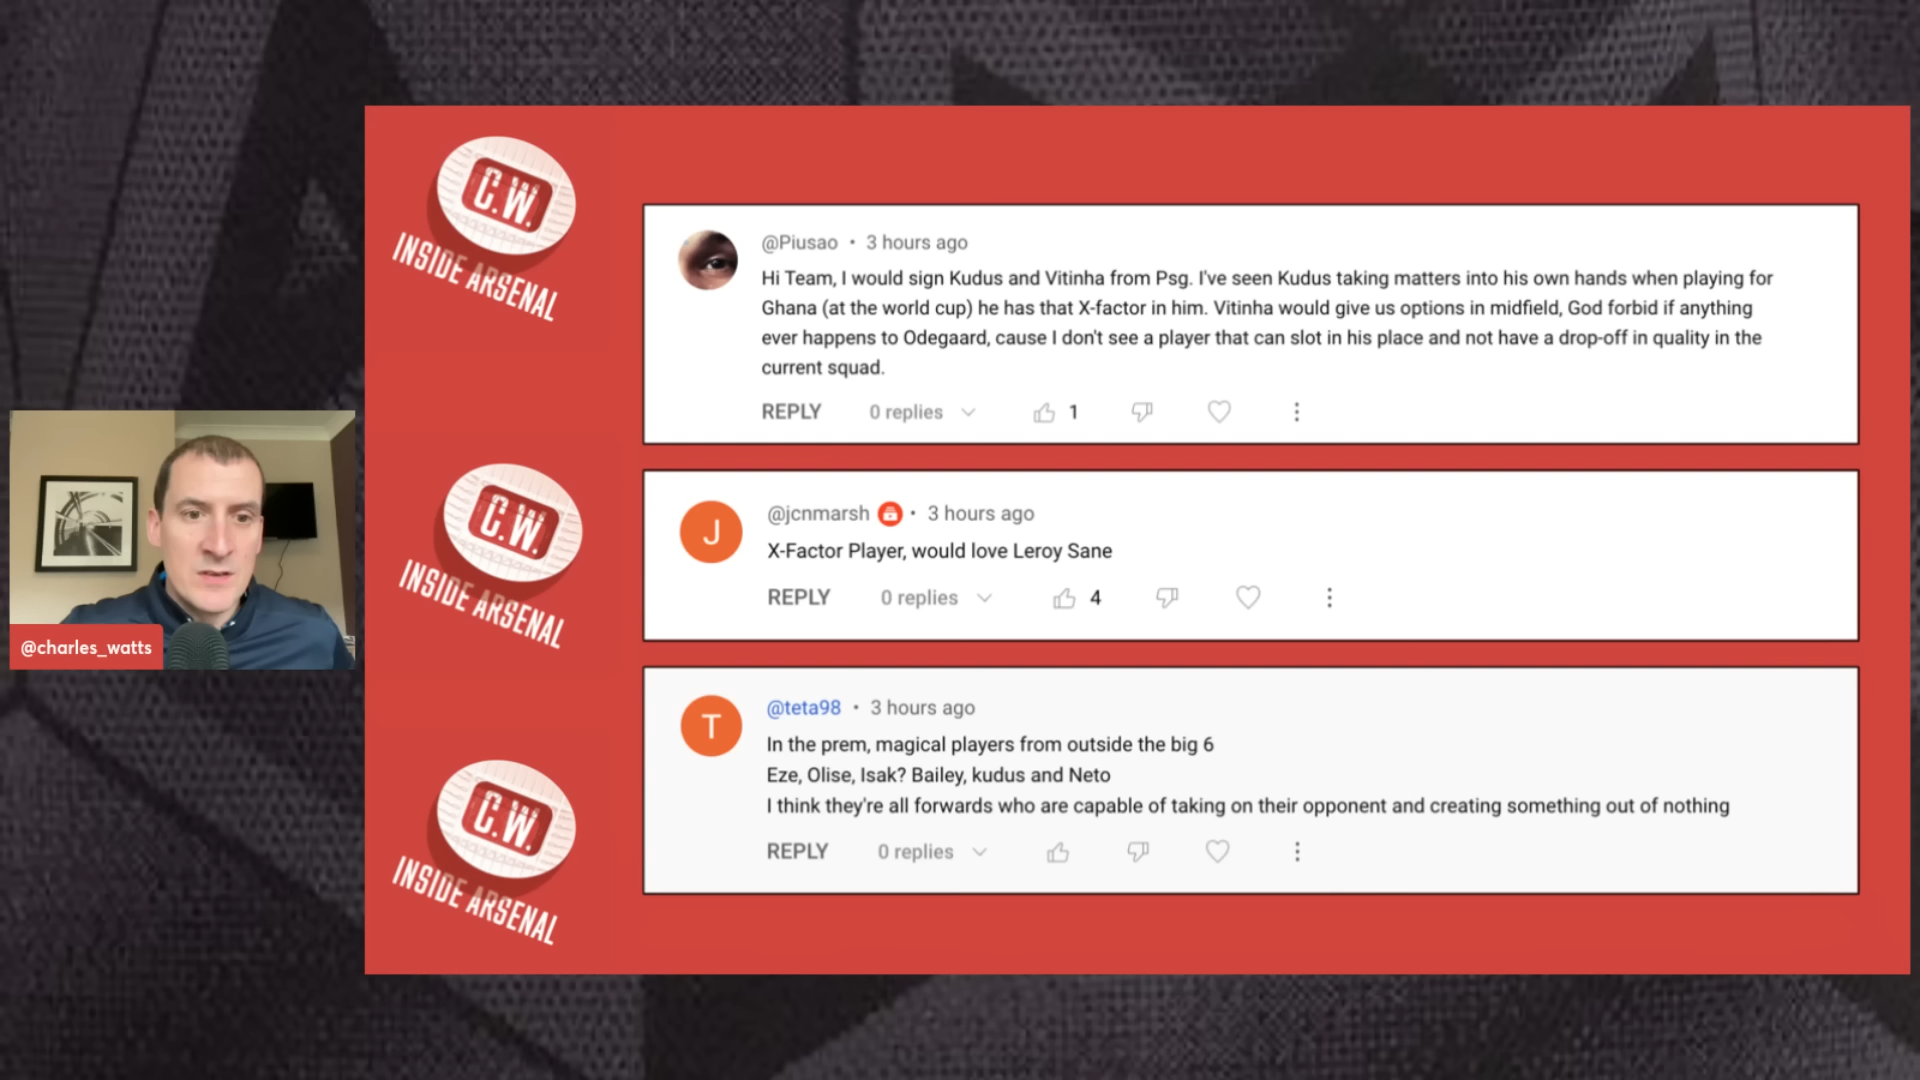 C.W.
INSIDE ARSENAL
@Piusao • 3 hours ago
Hi Team, I would sign Kudus and Vitinha from Psg. I've seen Kudus taking matters into his own hands when playing for
Ghana (at the world cup) he has that X-factor in him. Vitinha would give us options in midfield, God forbid if anything
ever happens to Odegaard, cause I don't see a player that can slot in his place and not have a drop-off in quality in the
current squad.
REPLY 0 replies 1
C.W.
INSIDE ARSENAL
J
@jcnmarsh • 3 hours ago
X-Factor Player, would love Leroy Sane
REPLY 0 replies 4
@charles_watts
C.W.
INSIDE ARSENAL
T
@teta98 • 3 hours ago
In the prem, magical players from outside the big 6
Eze, Olise, Isak? Bailey, kudus and Neto
I think they're all forwards who are capable of taking on their opponent and creating something out of nothing
REPLY 0 replies